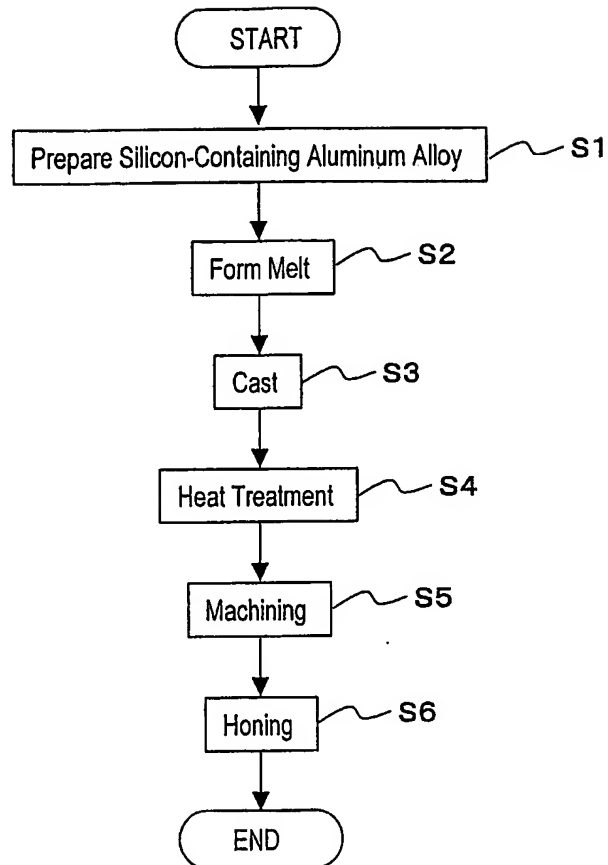 START
Prepare Silicon-Containing Aluminum Alloy S1
Form Melt S2
Cast S3
Heat Treatment S4
Machining S5
Honing S6
END